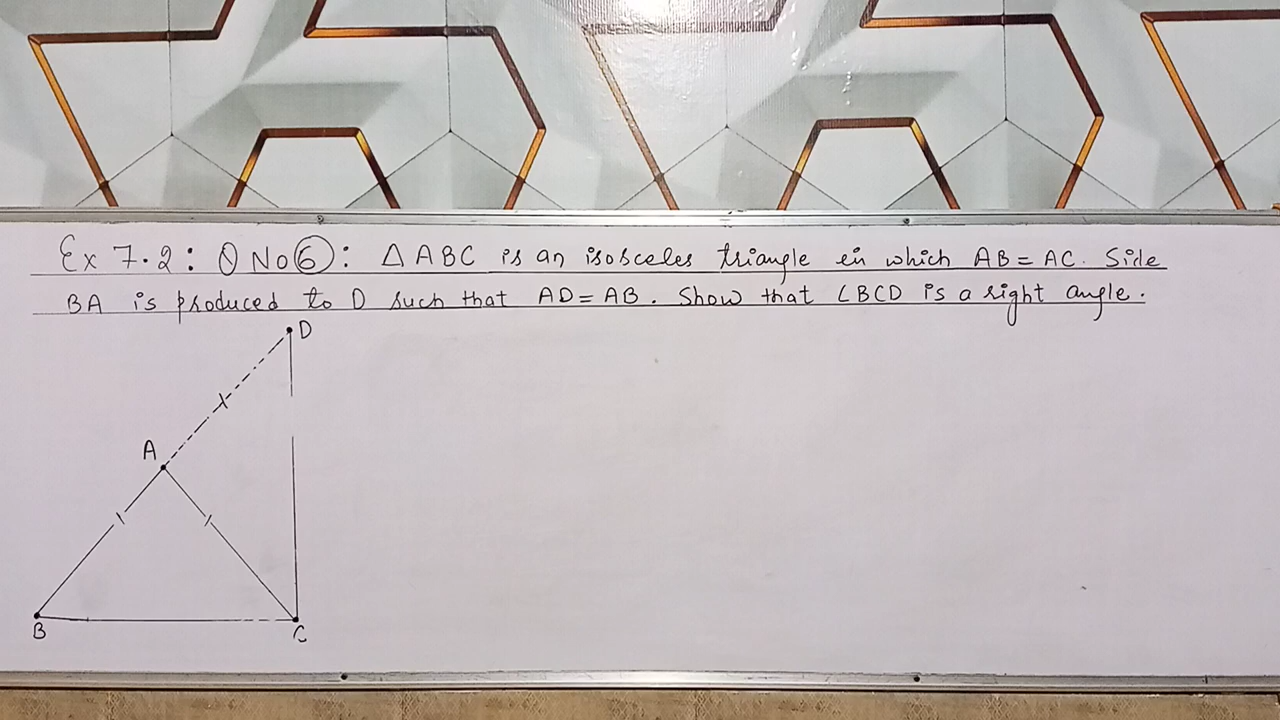 Ex 7.2: Q No 6: △ABC is an isosceles triangle in which AB = AC. Side
BA is produced to D such that AD = AB. Show that ∠BCD is a right angle.
D
A
B
C